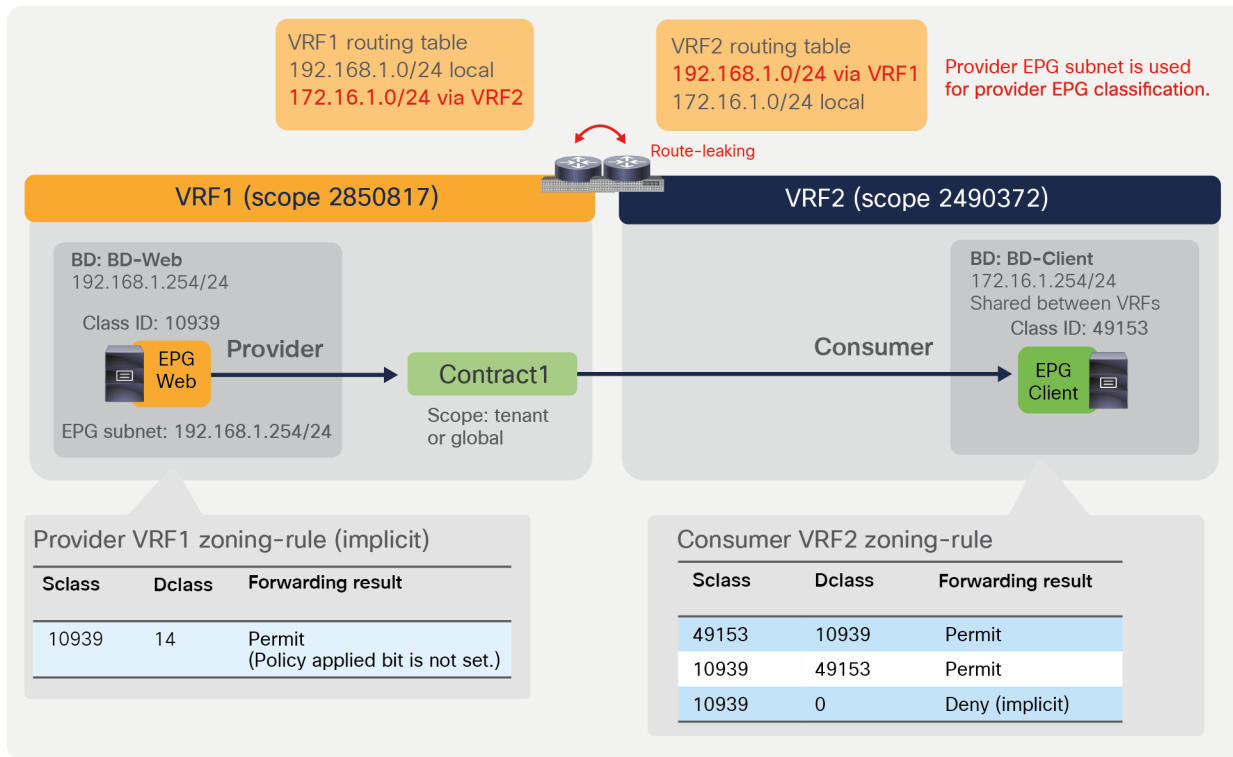 VRF1 routing table
192.168.1.0/24 local
172.16.1.0/24 via VRF2
VRF2 routing table
192.168.1.0/24 via VRF1
172.16.1.0/24 local
Provider EPG subnet is used
for provider EPG classification.
Route-leaking
VRF1 (scope 2850817)
VRF2 (scope 2490372)
BD: BD-Web
192.168.1.254/24
Class ID: 10939
EPG
Web
EPG subnet: 192.168.1.254/24
Provider
Contract1
Scope: tenant
or global
Consumer
BD: BD-Client
172.16.1.254/24
Shared between VRFs
Class ID: 49153
EPG
Client
Provider VRF1 zoning-rule (implicit)
Sclass Dclass Forwarding result
10939 14 Permit
(Policy applied bit is not set.)
Consumer VRF2 zoning-rule
Sclass Dclass Forwarding result
49153 10939 Permit
10939 49153 Permit
10939 0 Deny (implicit)